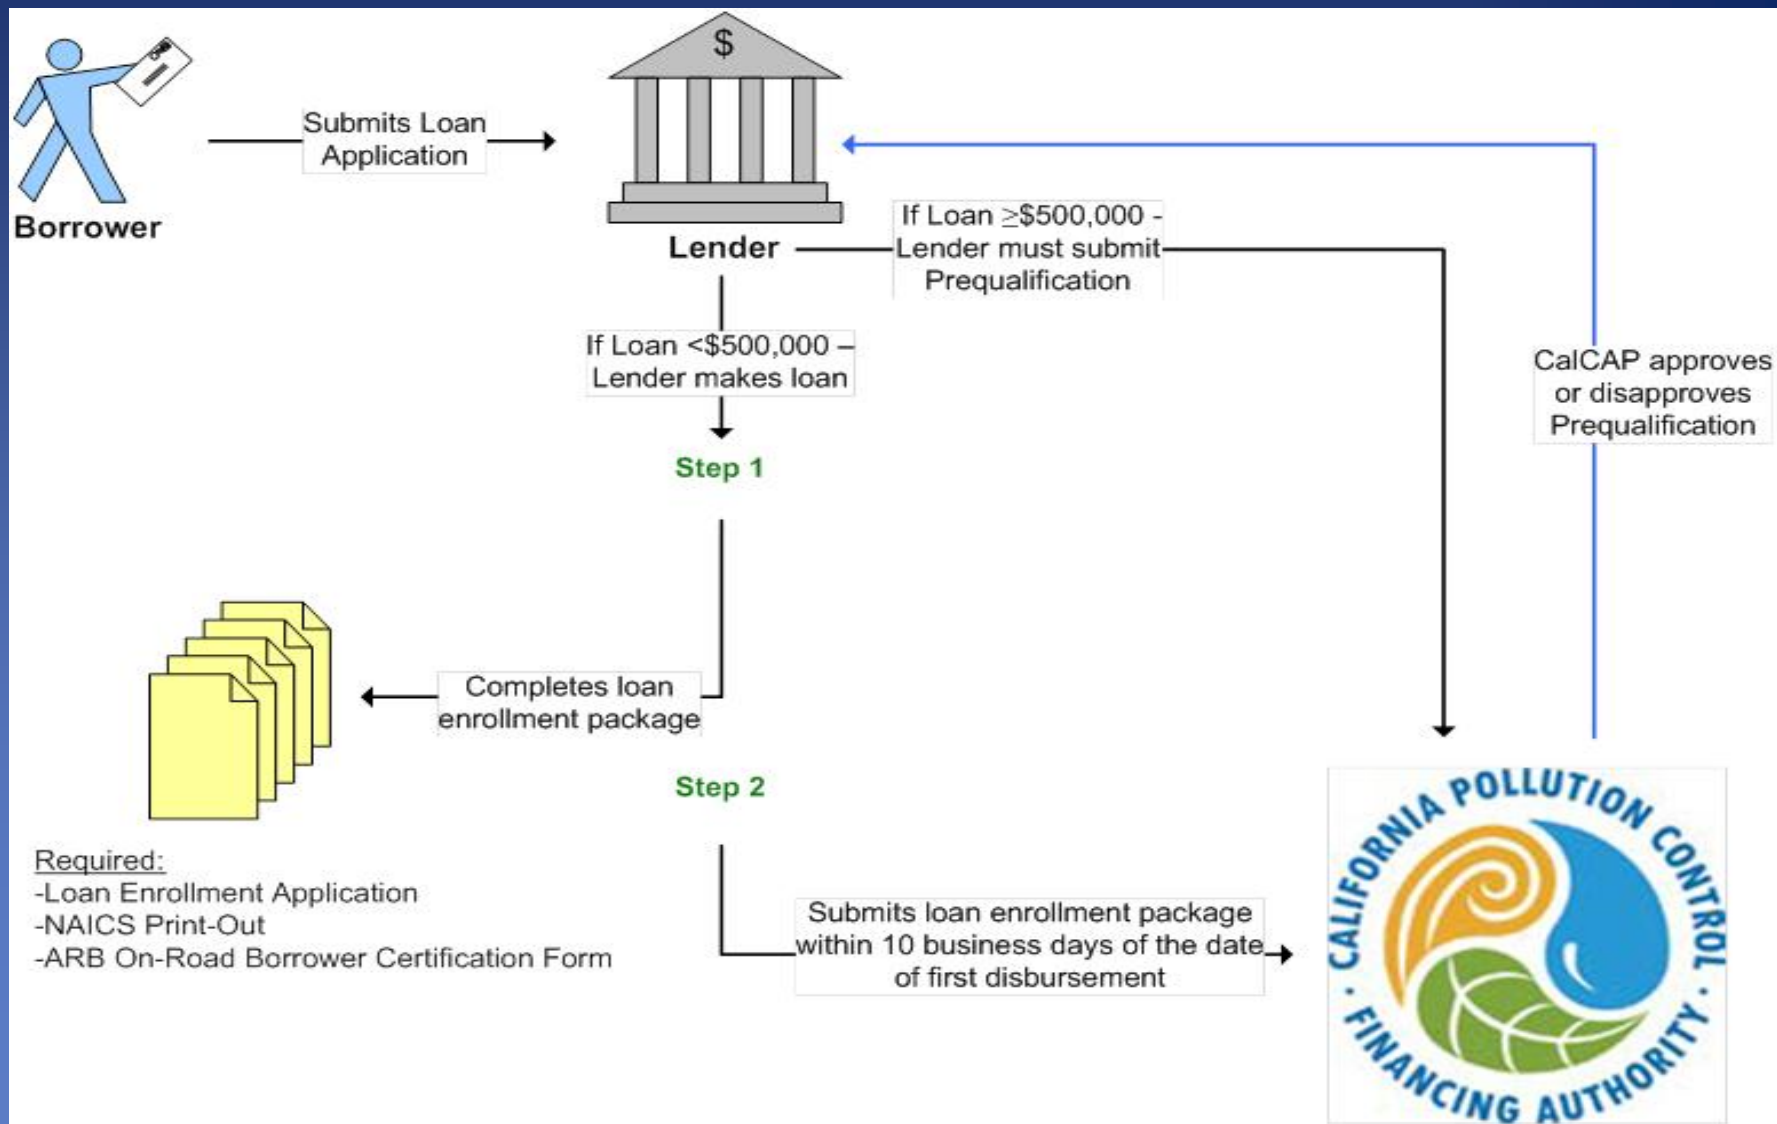 $
Submits Loan
Application
Borrower
Lender
If Loan ≥$500,000 -
Lender must submit
Prequalification
If Loan <$500,000 –
Lender makes loan
CalCAP approves
or disapproves
Prequalification
Step 1
Completes loan
enrollment package
Step 2
Required:
-Loan Enrollment Application
-NAICS Print-Out
-ARB On-Road Borrower Certification Form
Submits loan enrollment package
within 10 business days of the date
of first disbursement
CALIFORNIA POLLUTION CONTROL
· FINANCING AUTHORITY ·